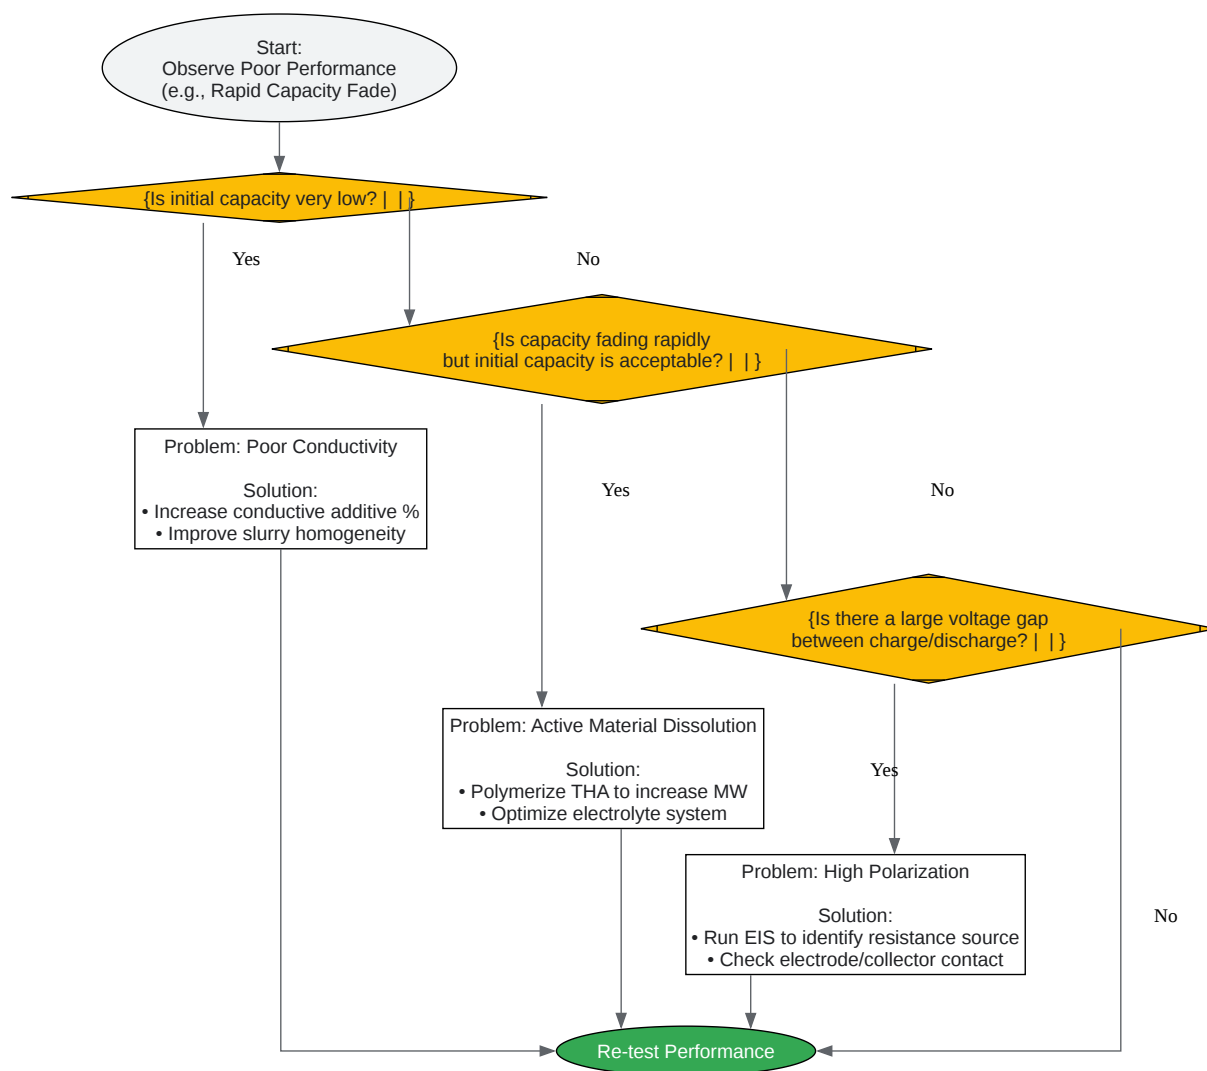 Start:
Observe Poor Performance
(e.g., Rapid Capacity Fade)
{Is initial capacity very low? | | }
Yes
No
{Is capacity fading rapidly
but initial capacity is acceptable? | | }
Problem: Poor Conductivity
Solution:
• Increase conductive additive %
• Improve slurry homogeneity
Yes
No
{Is there a large voltage gap
between charge/discharge? | | }
Problem: Active Material Dissolution
Solution:
• Polymerize THA to increase MW
• Optimize electrolyte system
Yes
Problem: High Polarization
Solution:
• Run EIS to identify resistance source
• Check electrode/collector contact
No
Re-test Performance